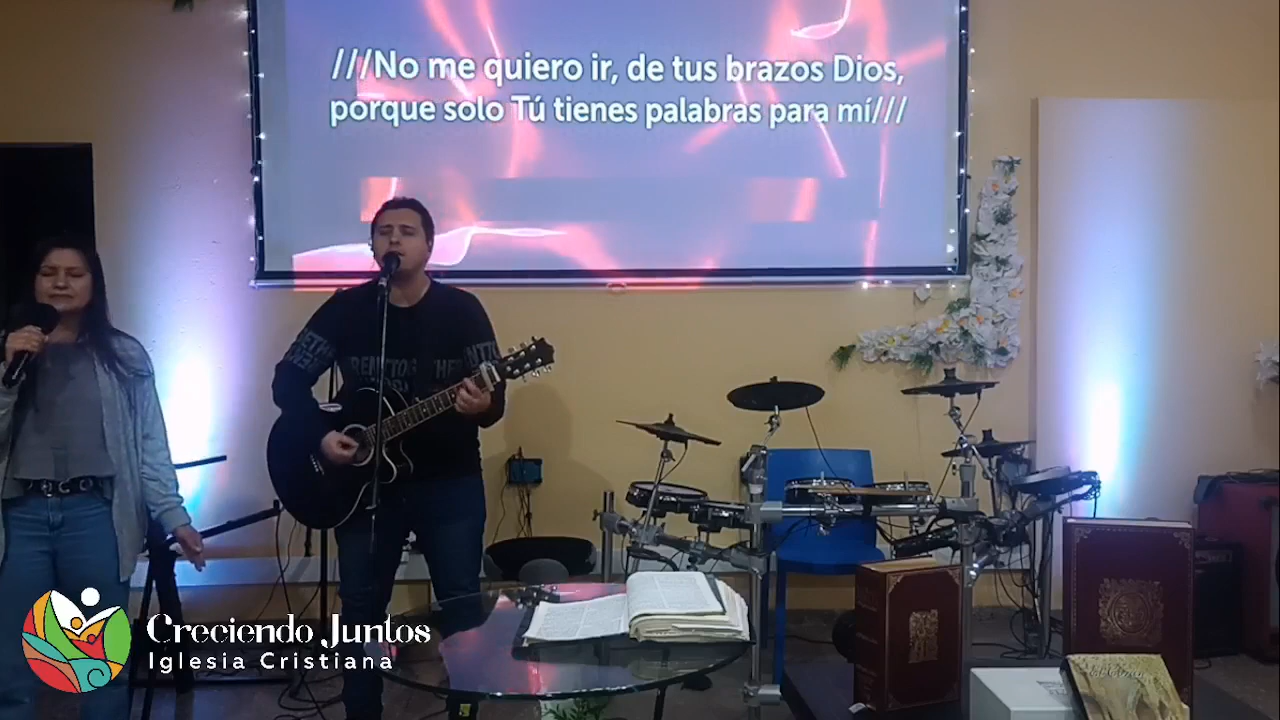 ///No me quiero ir, de tus brazos Dios,
porque solo Tú tienes palabras para mí///
Creciendo Juntos
Iglesia Cristiana